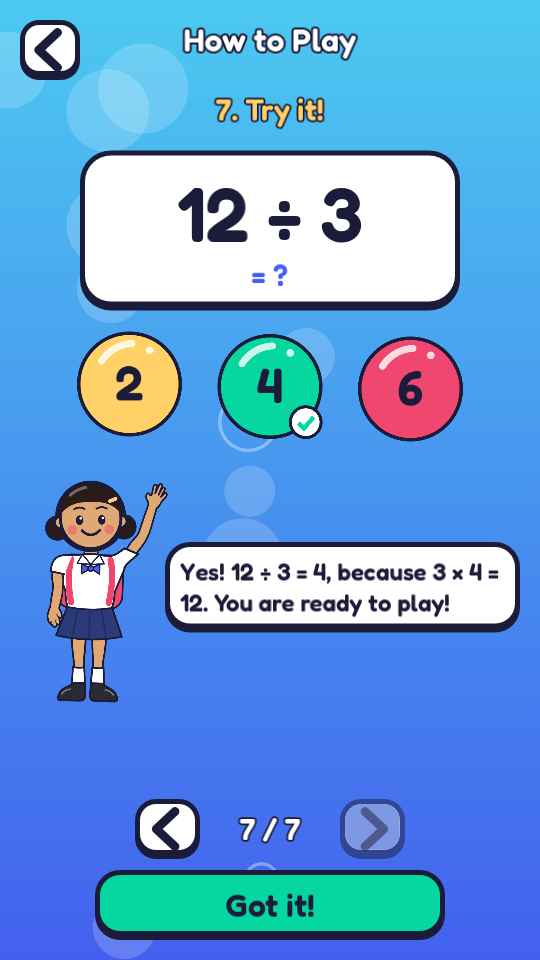 How to Play
7. Try it!
12 ÷ 3
= ?
2
4
6
Yes! 12 ÷ 3 = 4, because 3 × 4 =
12. You are ready to play!
7 / 7
Got it!